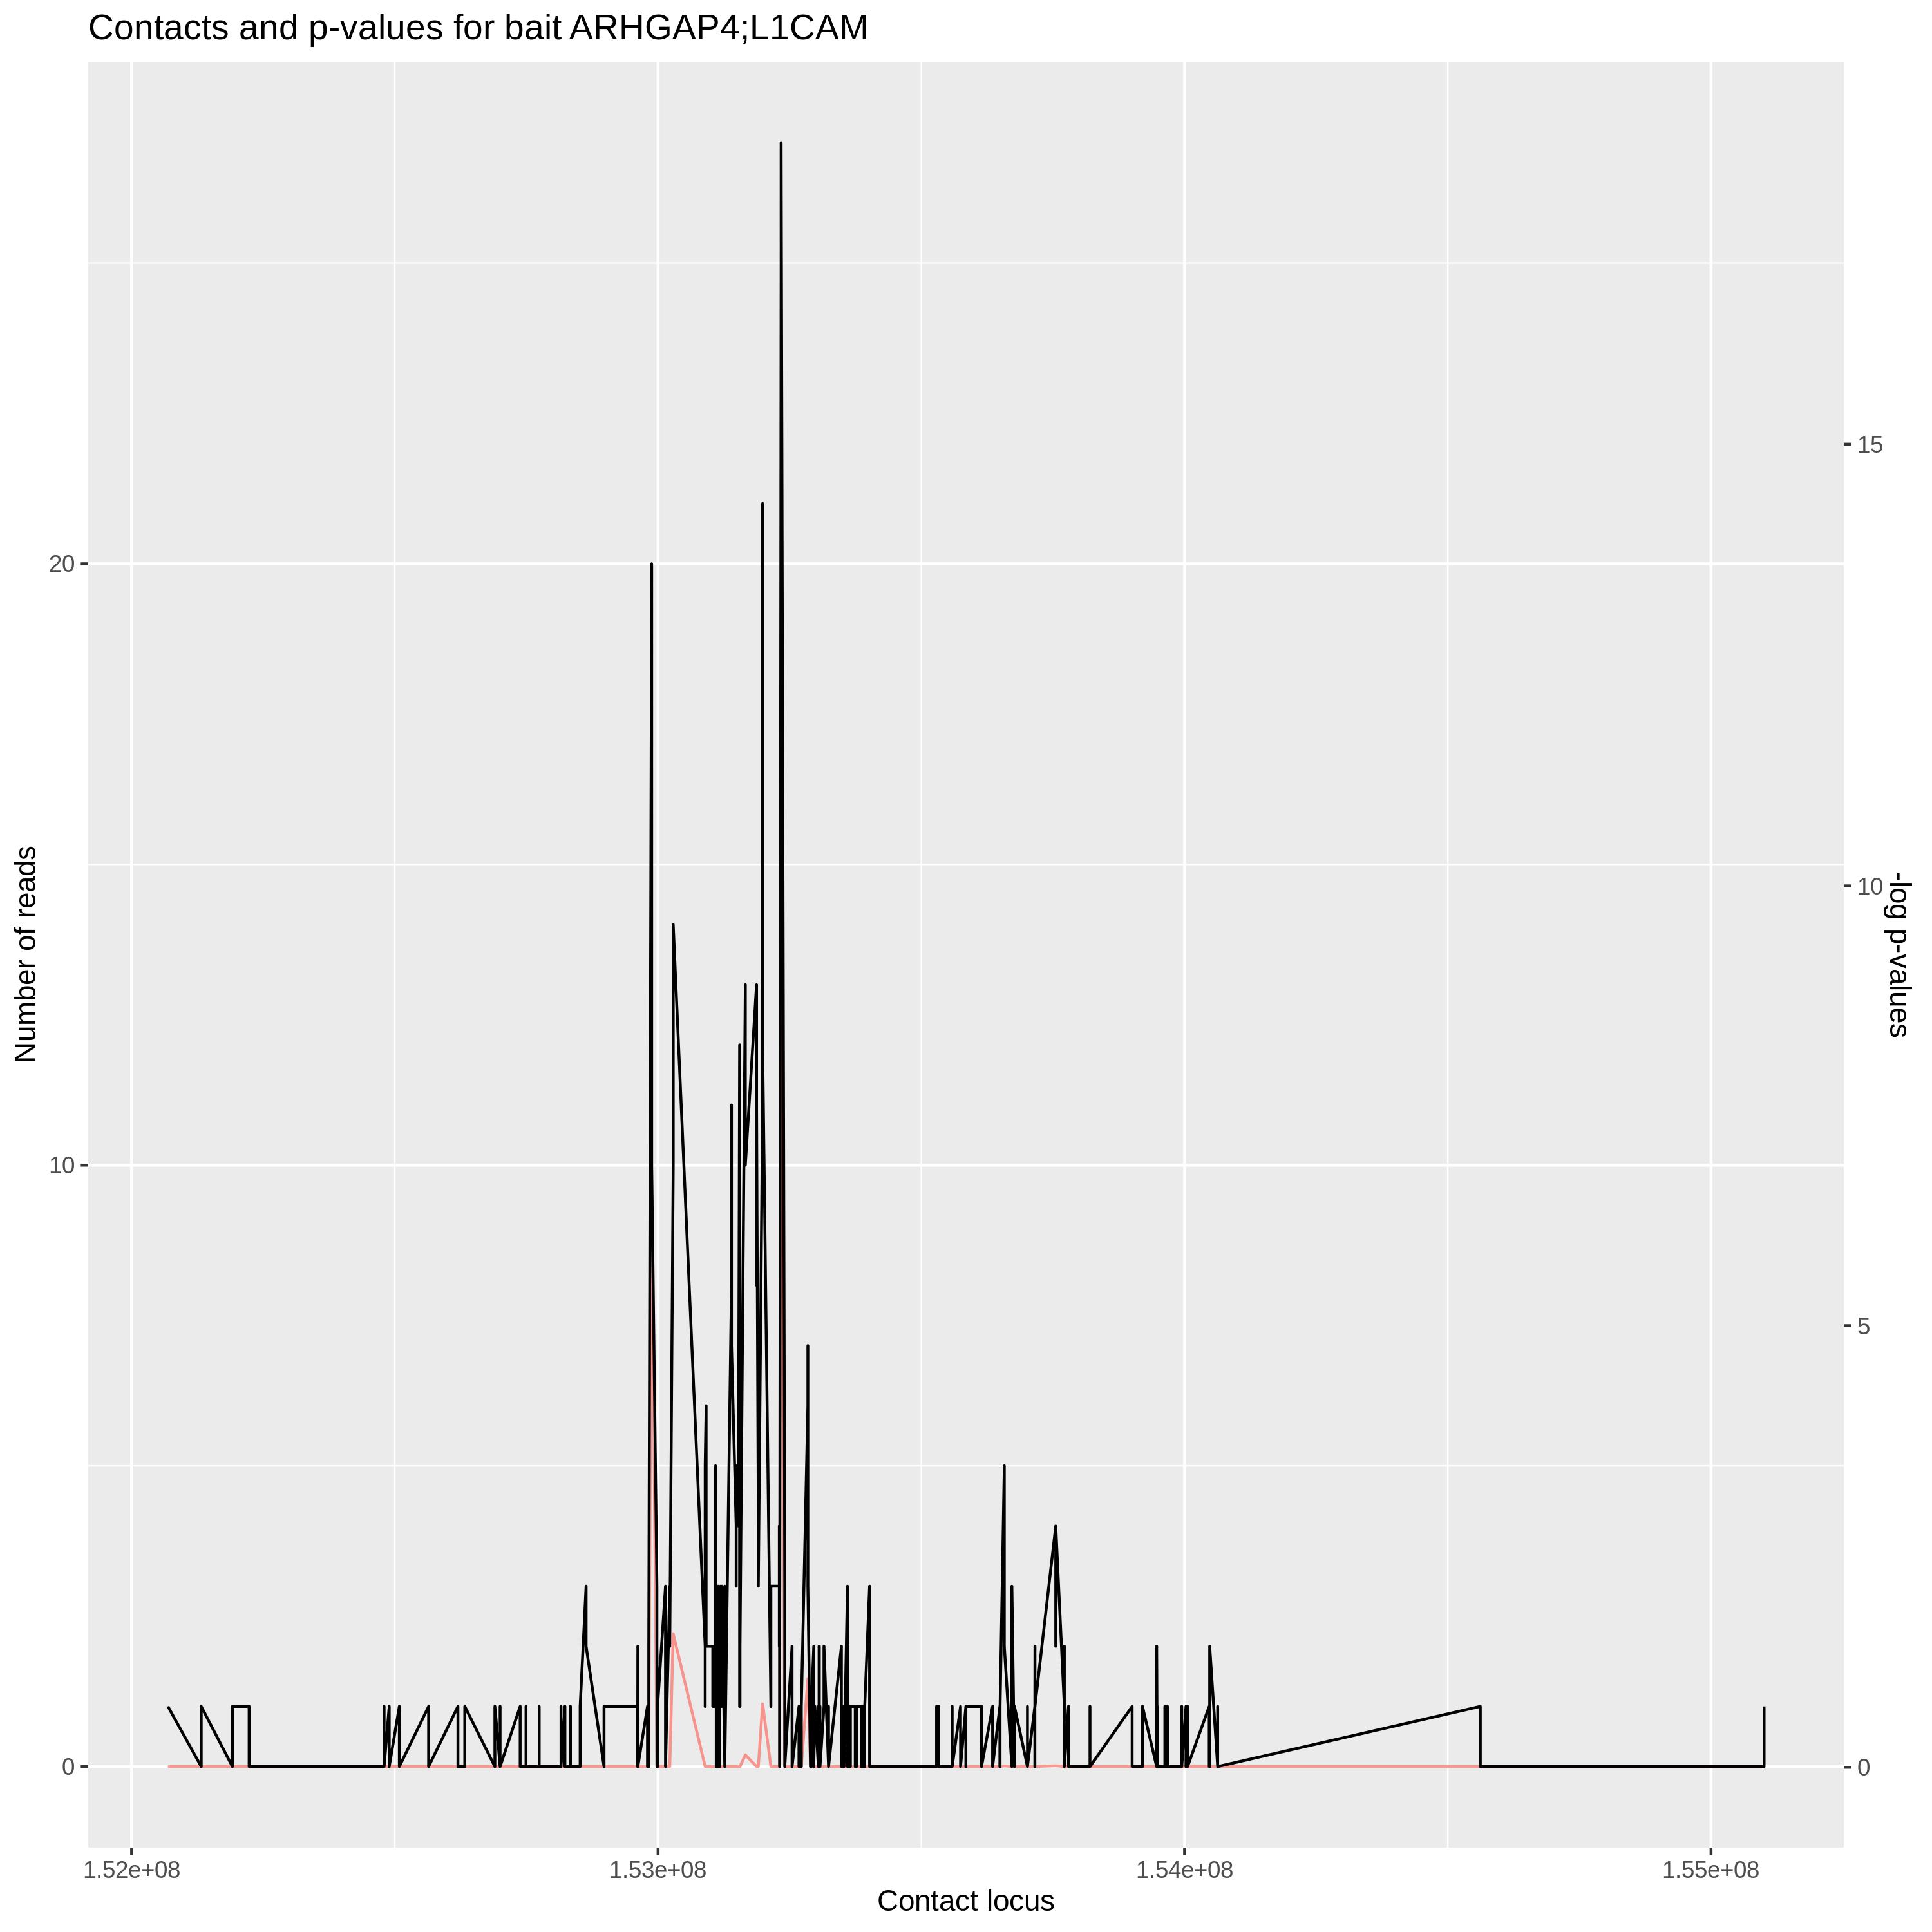 Contacts and p-values for bait ARHGAP4;L1CAM
Number of reads
20
10
0
15
10
5
0
-log p-values
1.52e+08
1.53e+08
1.54e+08
1.55e+08
Contact locus